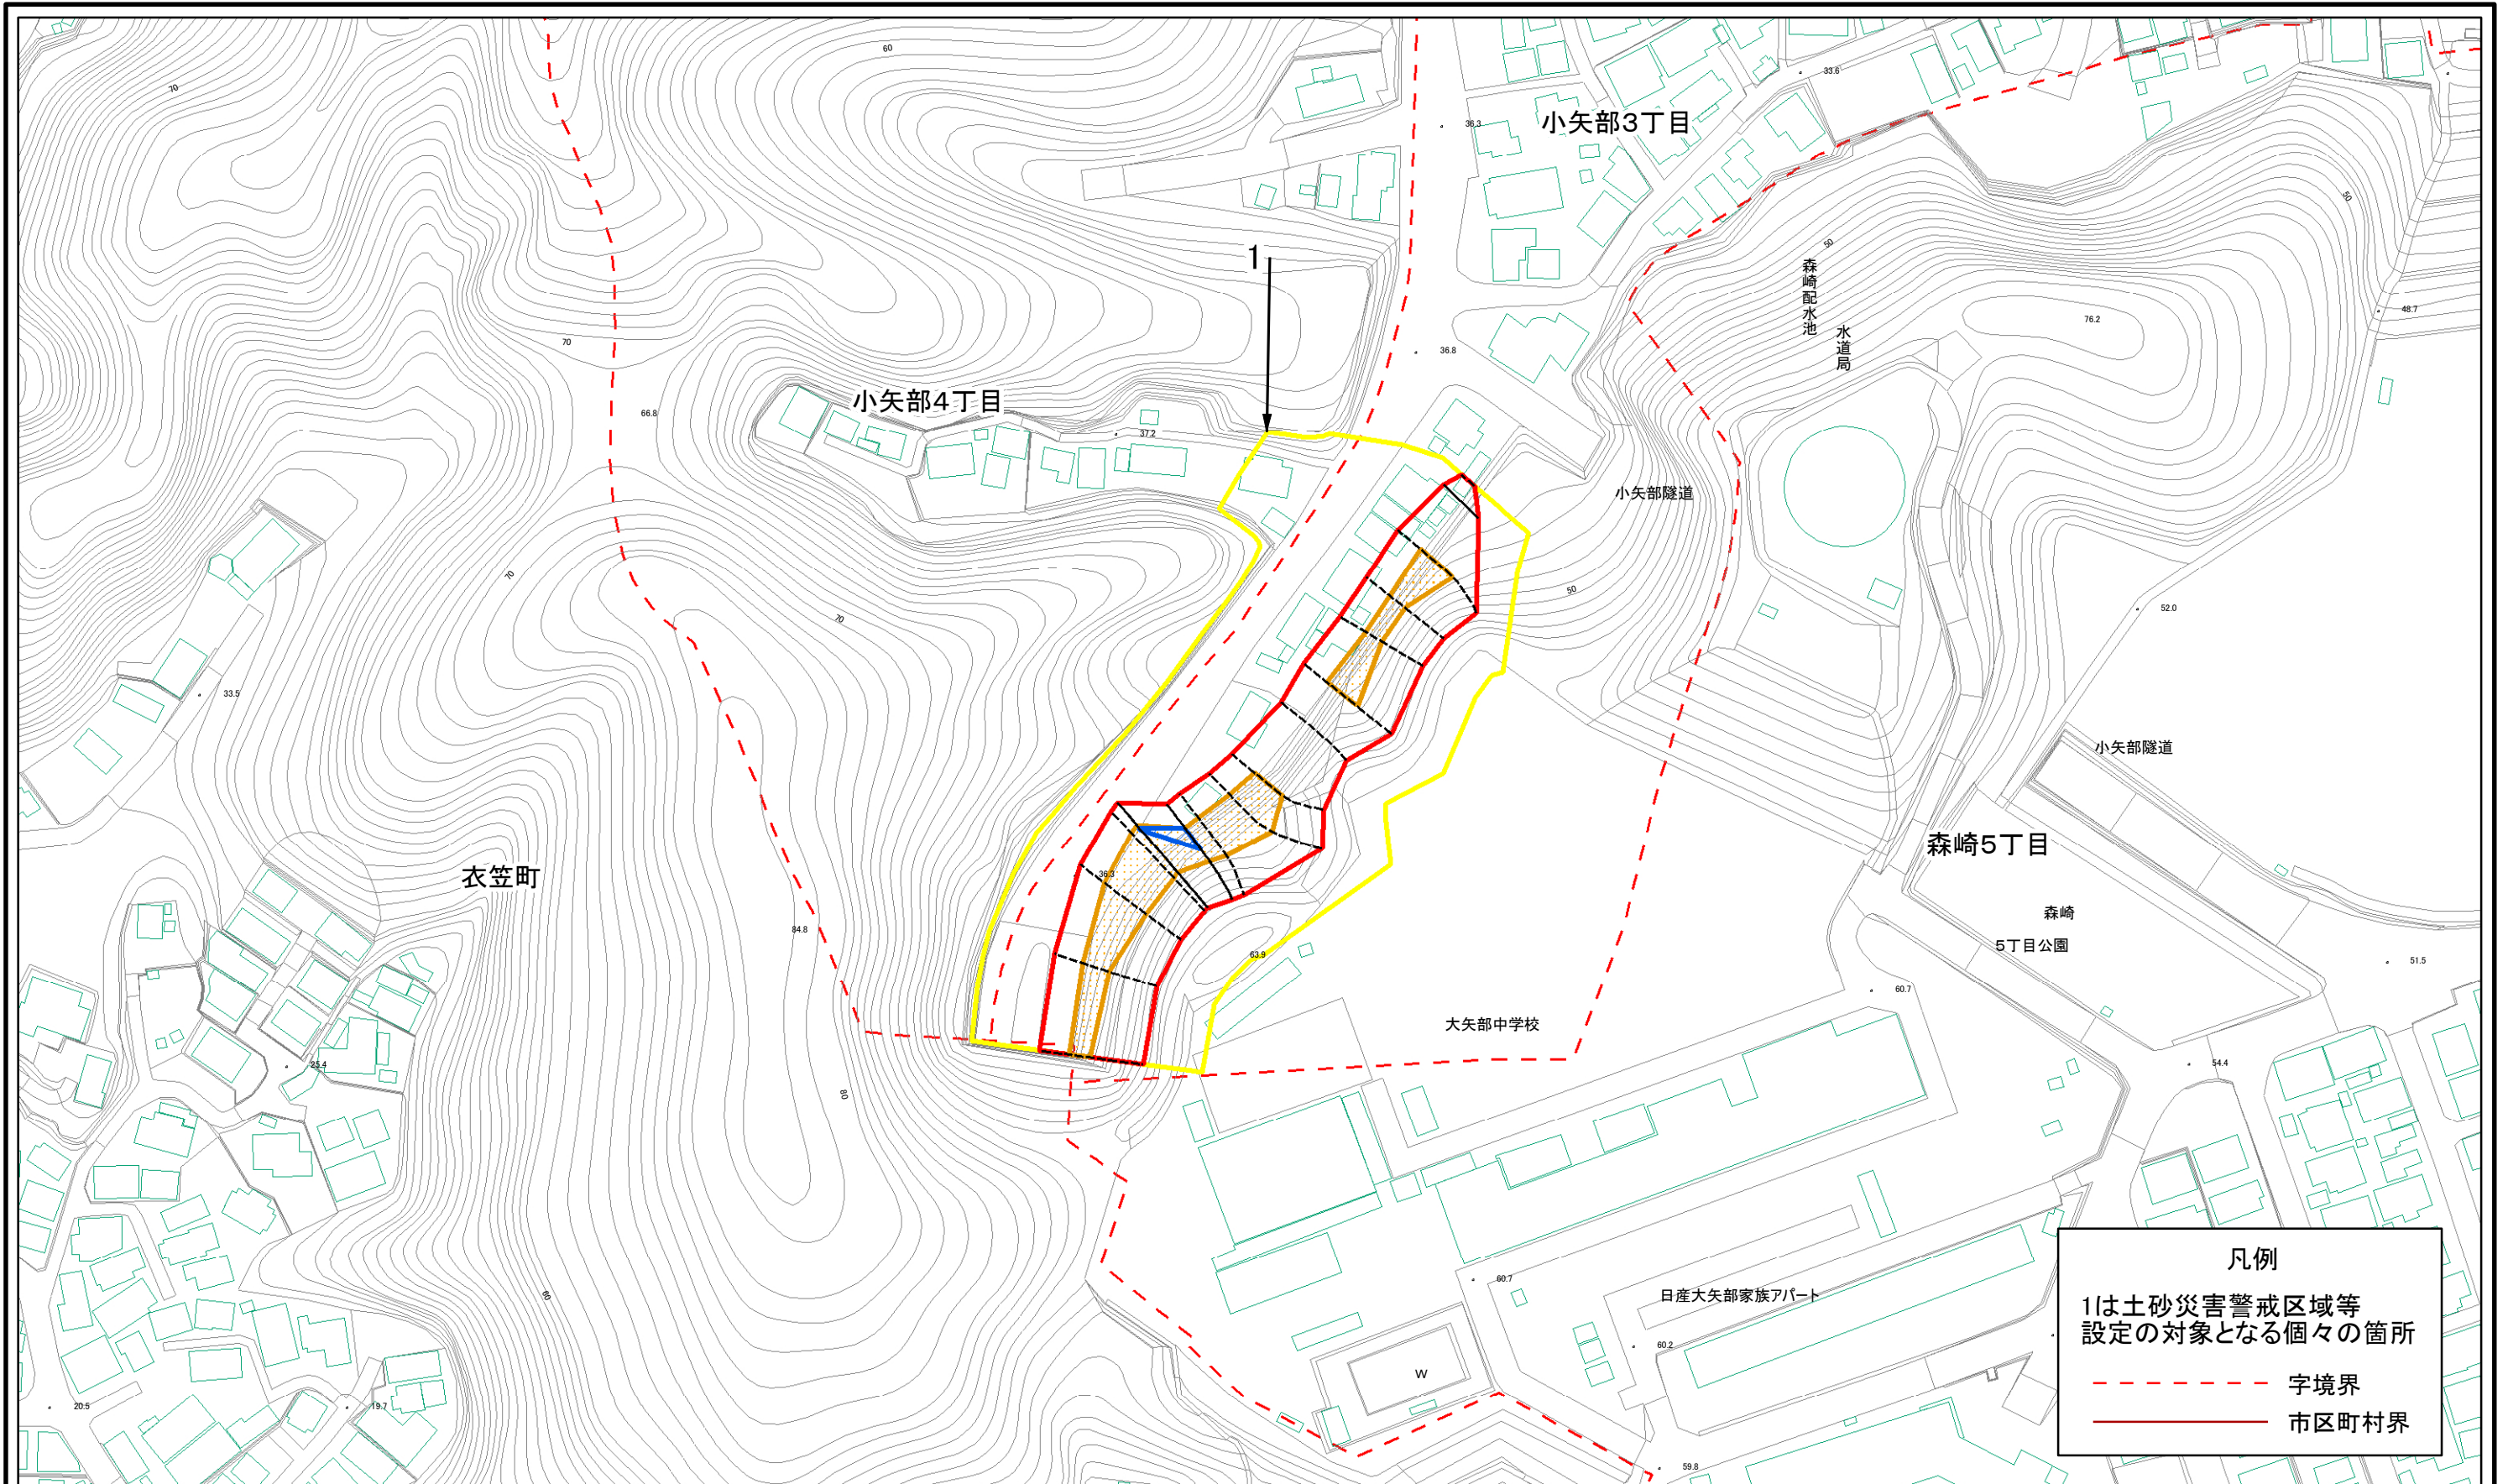 60
70
33.6
小矢部3丁目
36.3
50
1
50
森崎配水池
水道局
76.2
48.7
70
36.8
小矢部4丁目
66.8
37.2
小矢部隧道
70
50
52.0
70
33.5
小矢部隧道
森崎5丁目
衣笠町
36.3
84.8
森崎
5丁目公園
63.9
51.5
60.7
大矢部中学校
25.4
54.4
80
60.7
日産大矢部家族アパート
60
60.2
W
20.5
19.7
59.8
凡例
1は土砂災害警戒区域等
設定の対象となる個々の箇所
字境界
市区町村界